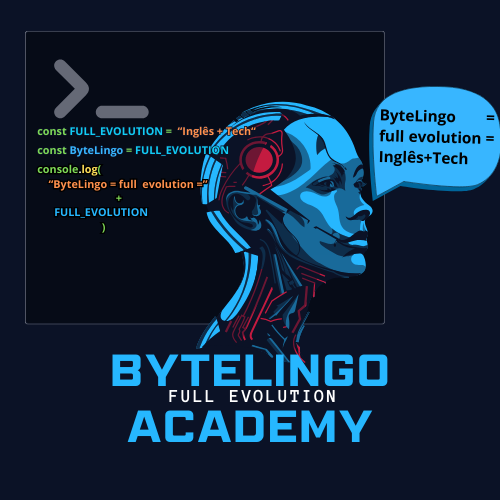 >_
const FULL_EVOLUTION = “Inglês + Tech“
const ByteLingo = FULL_EVOLUTION
console.log(
“ByteLingo = full evolution =“
+
FULL_EVOLUTION
)
ByteLingo =
full evolution =
Inglês+Tech
BYTELINGO
FULL EVOLUTION
ACADEMY